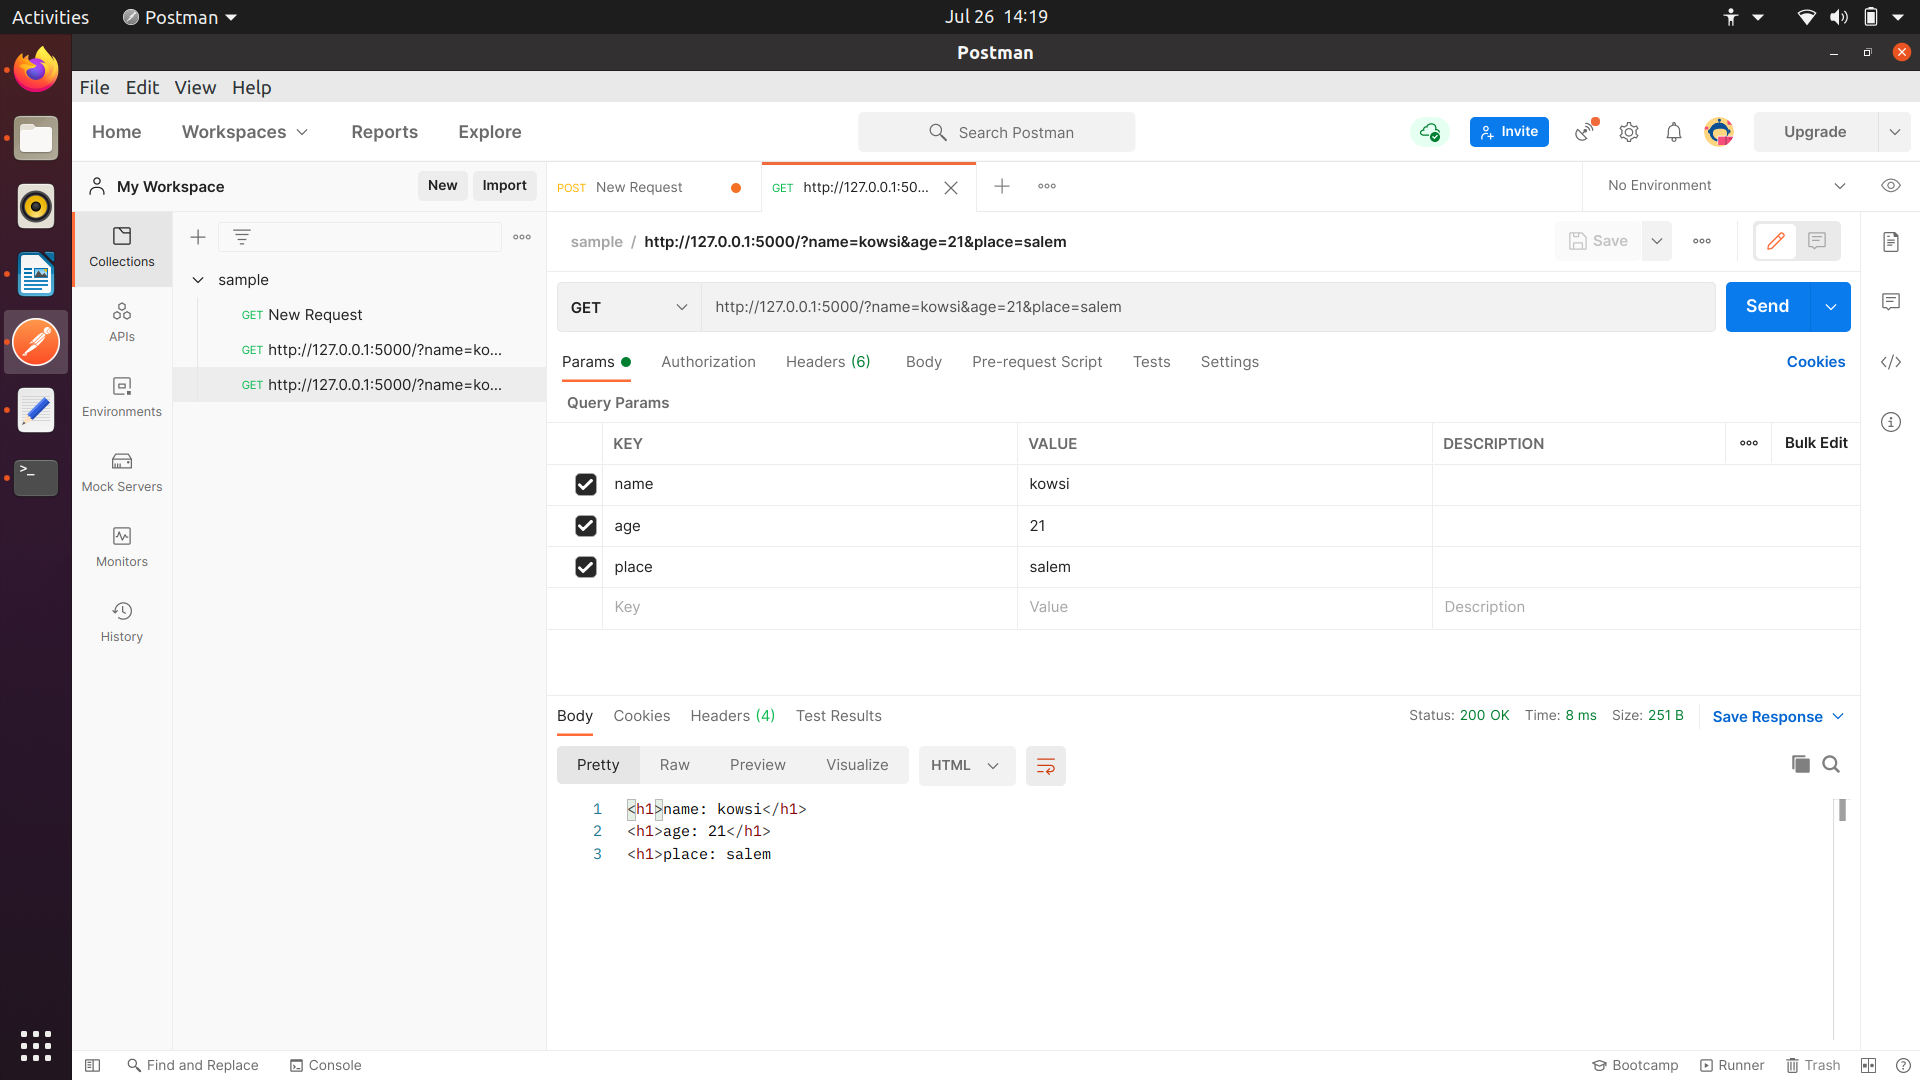 Activities Postman Jul 26 14:19
Postman
File Edit View Help
Home Workspaces Reports Explore Search Postman Invite Upgrade
My Workspace New Import POST New Request GET http://127.0.0.1:50... No Environment
Collections
APIs
Environments
Mock Servers
Monitors
History
sample
GET New Request
GET http://127.0.0.1:5000/?name=ko...
GET http://127.0.0.1:5000/?name=ko...
sample / http://127.0.0.1:5000/?name=kowsi&age=21&place=salem Save
GET http://127.0.0.1:5000/?name=kowsi&age=21&place=salem Send
Params Authorization Headers (6) Body Pre-request Script Tests Settings Cookies
Query Params
KEY VALUE DESCRIPTION Bulk Edit
name kowsi
age 21
place salem
Key Value Description
Body Cookies Headers (4) Test Results Status: 200 OK Time: 8 ms Size: 251 B Save Response
Pretty Raw Preview Visualize HTML
1 <h1>name: kowsi</h1>
2 <h1>age: 21</h1>
3 <h1>place: salem
Find and Replace Console Bootcamp Runner Trash